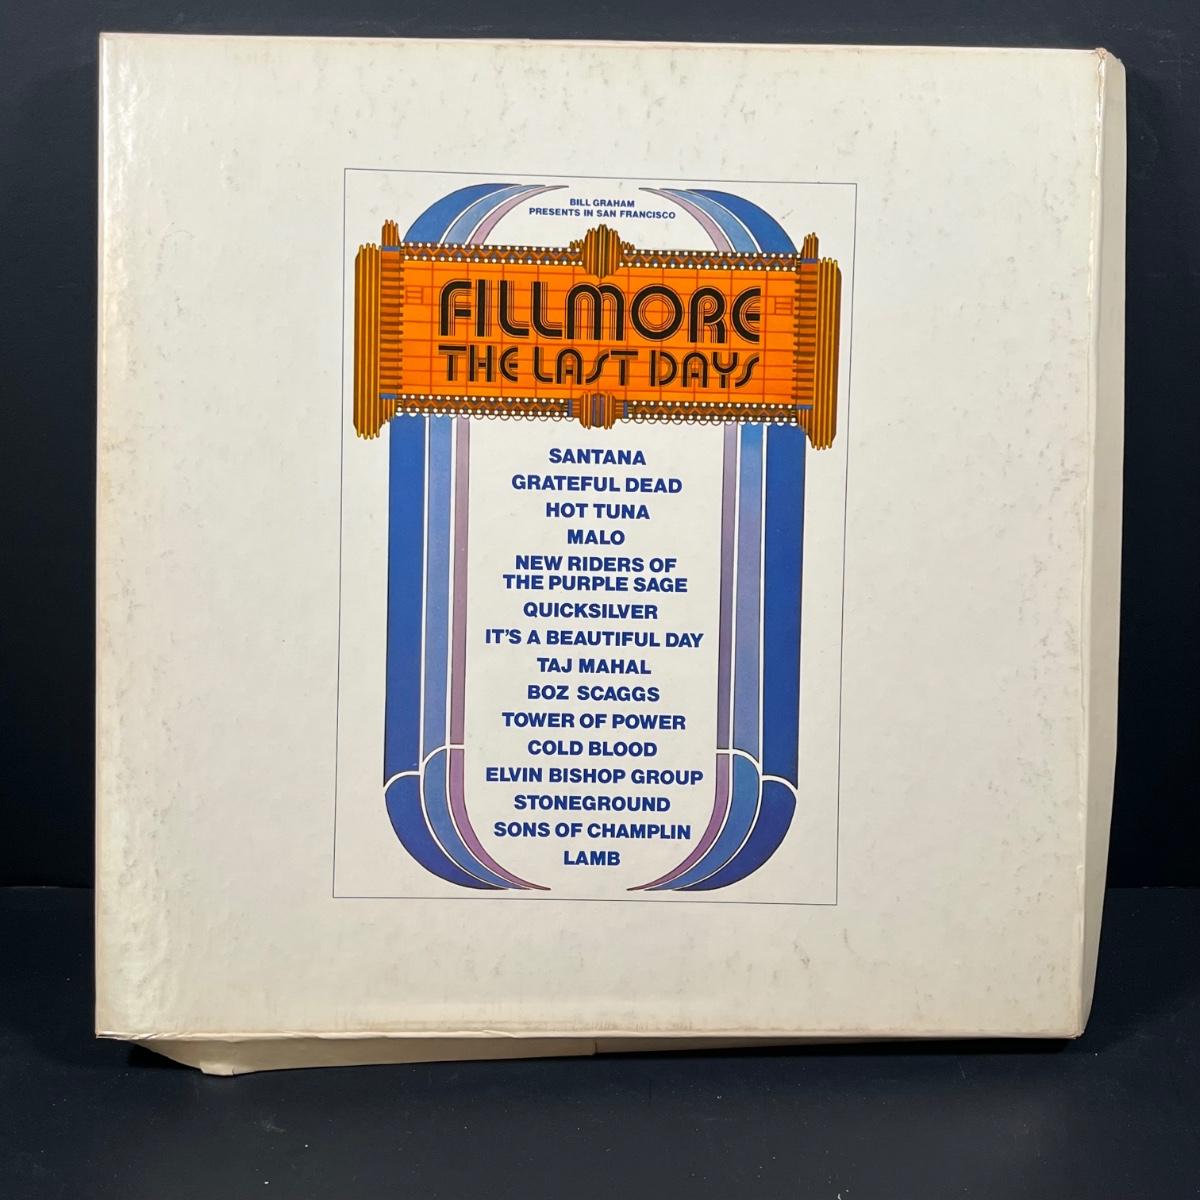 BILL GRAHAM
PRESENTS IN SAN FRANCISCO
FILLMORE
THE LAST DAYS
SANTANA
GRATEFUL DEAD
HOT TUNA
MALO
NEW RIDERS OF
THE PURPLE SAGE
QUICKSILVER
IT'S A BEAUTIFUL DAY
TAJ MAHAL
BOZ SCAGGS
TOWER OF POWER
COLD BLOOD
ELVIN BISHOP GROUP
STONEGROUND
SONS OF CHAMPLIN
LAMB